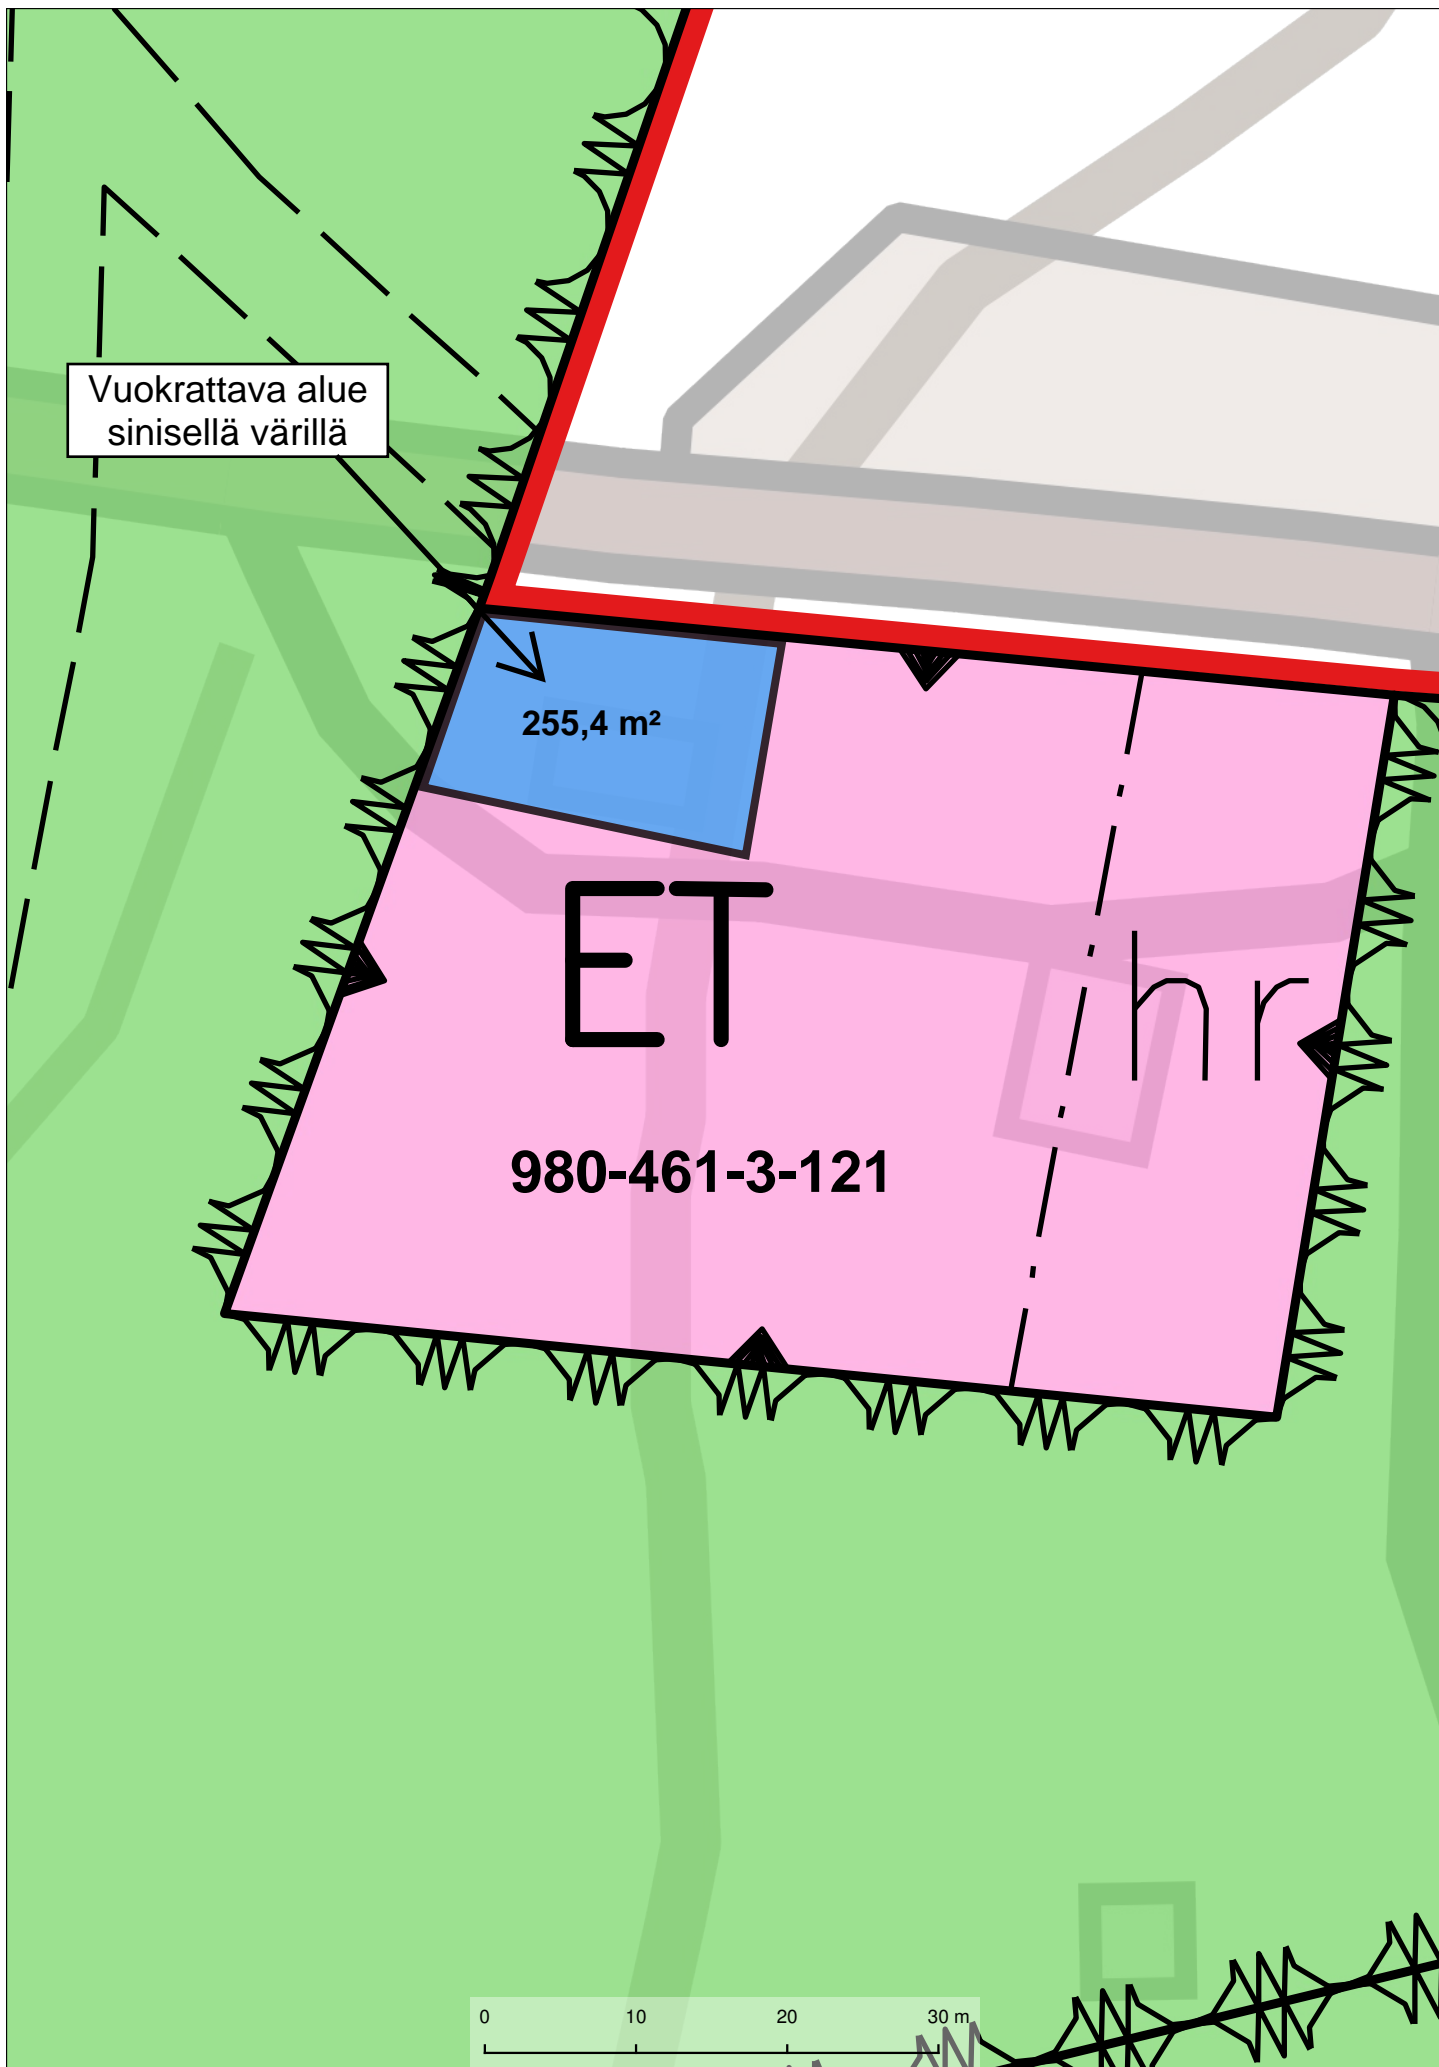 Vuokrattava alue
sinisellä värillä
255,4 m²
ET
hr
980-461-3-121
0 10 20 30 m